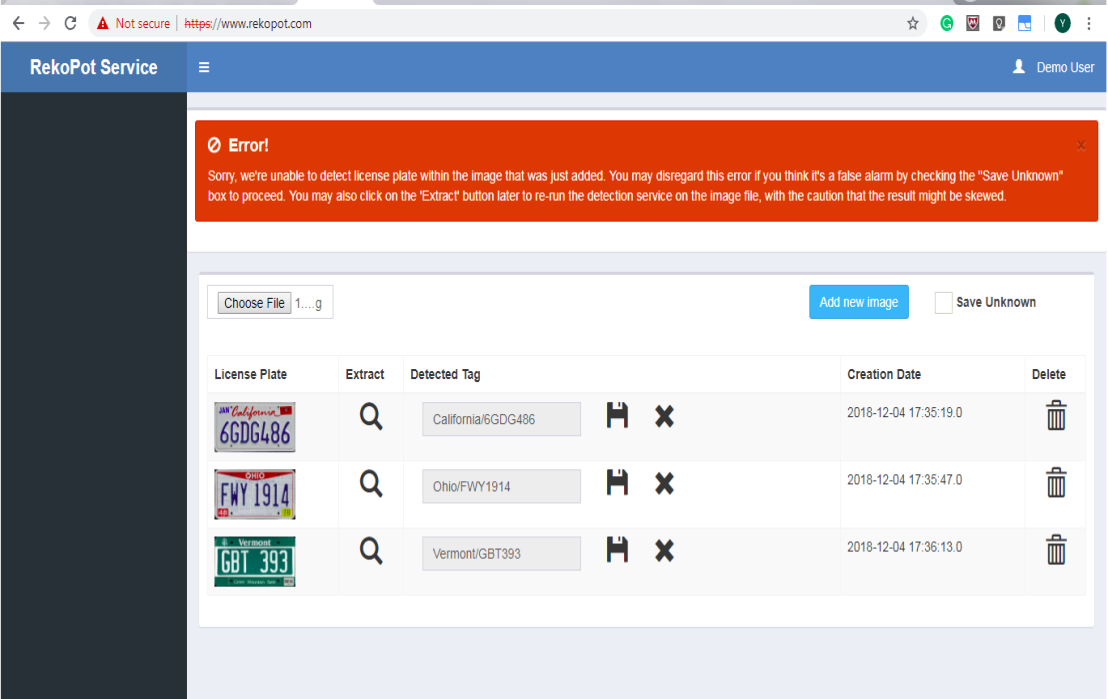 Not secure | https://www.rekopot.com
Y
RekoPot Service
Demo User
Error!
×
Sorry, we're unable to detect license plate within the image that was just added. You may disregard this error if you think it's a false alarm by checking the "Save Unknown"
box to proceed. You may also click on the 'Extract' button later to re-run the detection service on the image file, with the caution that the result might be skewed.
Choose File 1....g
Add new image
Save Unknown
License Plate Extract Detected Tag Creation Date Delete
JAN California
6GDG486
California/6GDG486
2018-12-04 17:35:19.0
OHIO
FWY 1914
Ohio/FWY1914
2018-12-04 17:35:47.0
Vermont
GBT 393
Green Mountain State
Vermont/GBT393
2018-12-04 17:36:13.0